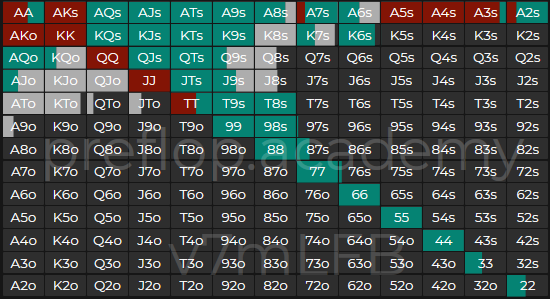 AA AKs AQs AJs ATs A9s A8s A7s A6s A5s A4s A3s A2s
AKo KK KQs KJs KTs K9s K8s K7s K6s K5s K4s K3s K2s
AQo KQo QQ QJs QTs Q9s Q8s Q7s Q6s Q5s Q4s Q3s Q2s
AJo KJo QJo JJ JTs J9s J8s J7s J6s J5s J4s J3s J2s
ATo KTo QTo JTo TT T9s T8s T7s T6s T5s T4s T3s T2s
A9o K9o Q9o J9o T9o 99 98s 97s 96s 95s 94s 93s 92s
A8o K8o Q8o J8o T8o 98o 88 87s 86s 85s 84s 83s 82s
preflop.academy
A7o K7o Q7o J7o T7o 97o 87o 77 76s 75s 74s 73s 72s
A6o K6o Q6o J6o T6o 96o 86o 76o 66 65s 64s 63s 62s
A5o K5o Q5o J5o T5o 95o 85o 75o 65o 55 54s 53s 52s
A4o K4o Q4o J4o T4o 94o 84o 74o 64o 54o 44 43s 42s
v7mLFB
A3o K3o Q3o J3o T3o 93o 83o 73o 63o 53o 43o 33 32s
A2o K2o Q2o J2o T2o 92o 82o 72o 62o 52o 42o 32o 22